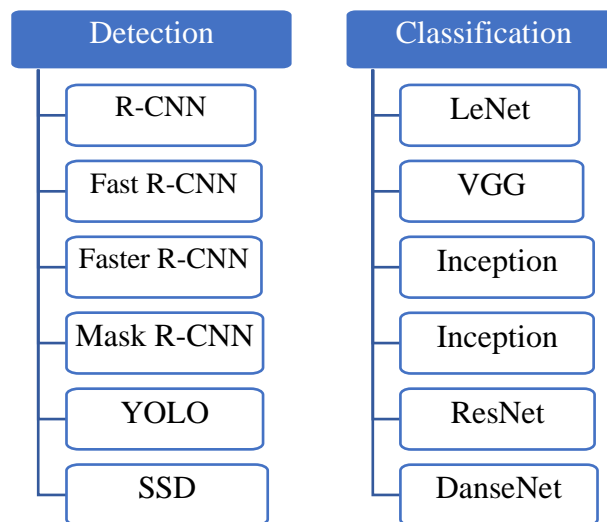 Detection
R-CNN
Fast R-CNN
Faster R-CNN
Mask R-CNN
YOLO
SSD
Classification
LeNet
VGG
Inception
Inception
ResNet
DanseNet